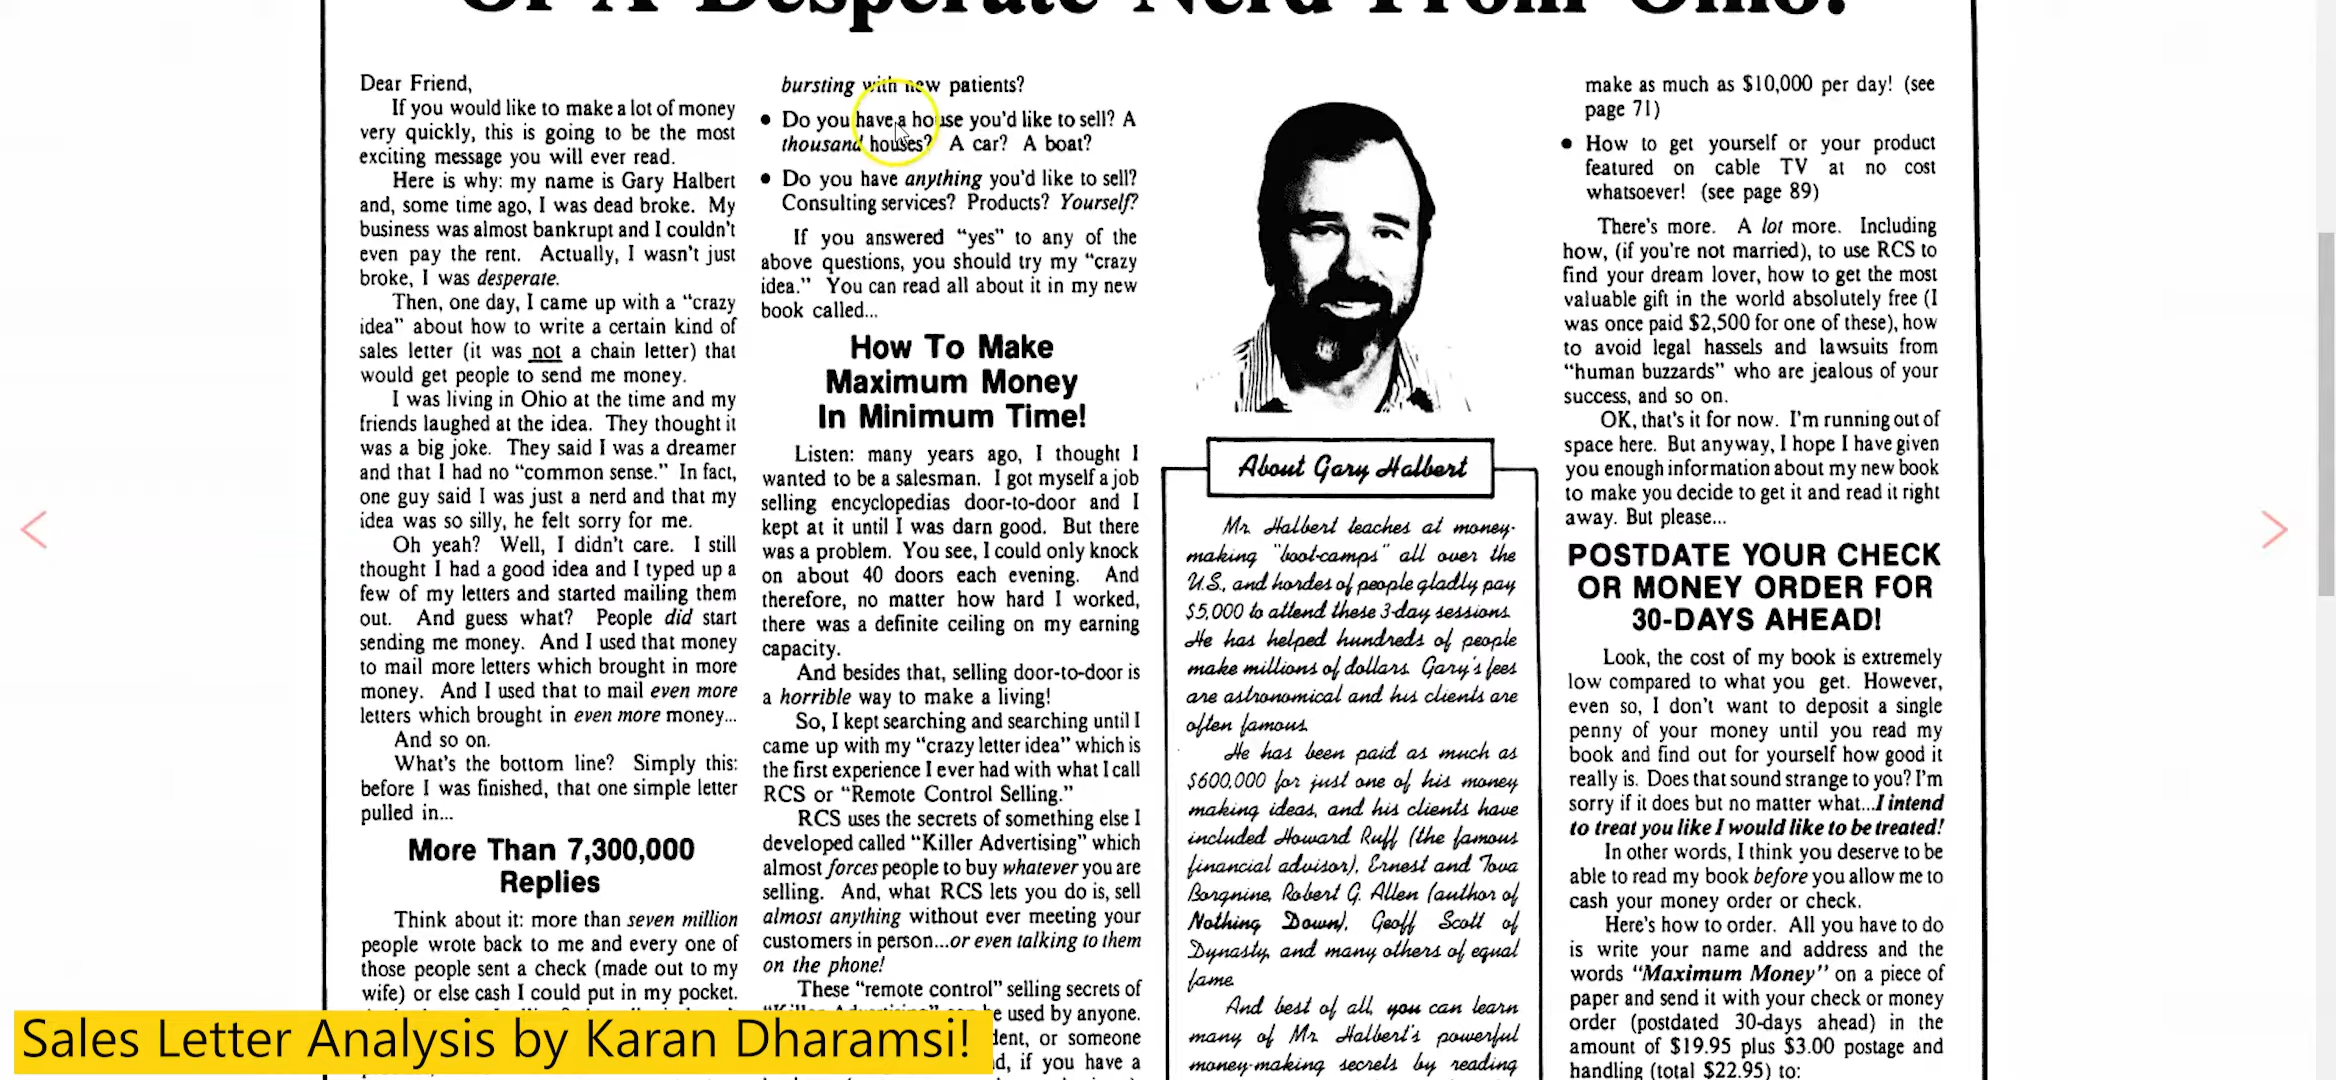 Of A Desperate Nerd From Ohio!
Dear Friend,
If you would like to make a lot of money
very quickly, this is going to be the most
exciting message you will ever read.
Here is why: my name is Gary Halbert
and, some time ago, I was dead broke. My
business was almost bankrupt and I couldn't
even pay the rent. Actually, I wasn't just
broke, I was desperate.
Then, one day, I came up with a “crazy
idea” about how to write a certain kind of
sales letter (it was not a chain letter) that
would get people to send me money.
I was living in Ohio at the time and my
friends laughed at the idea. They thought it
was a big joke. They said I was a dreamer
and that I had no “common sense.” In fact,
one guy said I was just a nerd and that my
idea was so silly, he felt sorry for me.
Oh yeah? Well, I didn't care. I still
thought I had a good idea and I typed up a
few of my letters and started mailing them
out. And guess what? People did start
sending me money. And I used that money
to mail more letters which brought in more
money. And I used that to mail even more
letters which brought in even more money...
And so on.
What's the bottom line? Simply this:
before I was finished, that one simple letter
pulled in...
More Than 7,300,000
Replies
Think about it: more than seven million
people wrote back to me and every one of
those people sent a check (made out to my
wife) or else cash I could put in my pocket.
bursting with new patients?
• Do you have a house you'd like to sell? A
thousand houses? A car? A boat?
• Do you have anything you'd like to sell?
Consulting services? Products? Yourself?
If you answered “yes” to any of the
above questions, you should try my “crazy
idea.” You can read all about it in my new
book called...
How To Make
Maximum Money
In Minimum Time!
Listen: many years ago, I thought I
wanted to be a salesman. I got myself a job
selling encyclopedias door-to-door and I
kept at it until I was darn good. But there
was a problem. You see, I could only knock
on about 40 doors each evening. And
therefore, no matter how hard I worked,
there was a definite ceiling on my earning
capacity.
And besides that, selling door-to-door is
a horrible way to make a living!
So, I kept searching and searching until I
came up with my “crazy letter idea” which is
the first experience I ever had with what I call
RCS or “Remote Control Selling.”
RCS uses the secrets of something else I
developed called “Killer Advertising” which
almost forces people to buy whatever you are
selling. And, what RCS lets you do is, sell
almost anything without ever meeting your
customers in person...or even talking to them
on the phone!
These “remote control” selling secrets of
be used by anyone.
or someone
if you have a
About Gary Halbert
Mr. Halbert teaches at money-
making "boot-camps" all over the
U.S., and hordes of people gladly pay
$5,000 to attend these 3-day sessions.
He has helped hundreds of people
make millions of dollars. Gary's fees
are astronomical and his clients are
often famous.
He has been paid as much as
$600,000 for just one of his money
making ideas, and his clients have
included Howard Ruff (the famous
financial advisor), Ernest and Tova
Borgnine, Robert G. Allen (author of
Nothing Down), Geoff Scott of
Dynasty, and many others of equal
fame.
And best of all, you can learn
many of Mr. Halbert's powerful
money-making secrets by reading
make as much as $10,000 per day! (see
page 71)
• How to get yourself or your product
featured on cable TV at no cost
whatsoever! (see page 89)
There's more. A lot more. Including
how, (if you're not married), to use RCS to
find your dream lover, how to get the most
valuable gift in the world absolutely free (I
was once paid $2,500 for one of these), how
to avoid legal hassels and lawsuits from
“human buzzards” who are jealous of your
success, and so on.
OK, that's it for now. I'm running out of
space here. But anyway, I hope I have given
you enough information about my new book
to make you decide to get it and read it right
away. But please...
POSTDATE YOUR CHECK
OR MONEY ORDER FOR
30-DAYS AHEAD!
Look, the cost of my book is extremely
low compared to what you get. However,
even so, I don't want to deposit a single
penny of your money until you read my
book and find out for yourself how good it
really is. Does that sound strange to you? I'm
sorry if it does but no matter what...I intend
to treat you like I would like to be treated!
In other words, I think you deserve to be
able to read my book before you allow me to
cash your money order or check.
Here's how to order. All you have to do
is write your name and address and the
words “Maximum Money” on a piece of
paper and send it with your check or money
order (postdated 30-days ahead) in the
amount of $19.95 plus $3.00 postage and
handling (total $22.95) to:
Sales Letter Analysis by Karan Dharamsi!